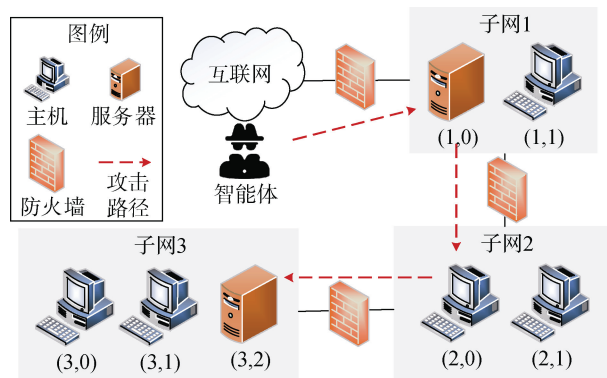 图例
主机
服务器
防火墙
攻击
路径
互联网
智能体
子网1
(1,0)
(1,1)
子网3
(3,0)
(3,1)
(3,2)
子网2
(2,0)
(2,1)